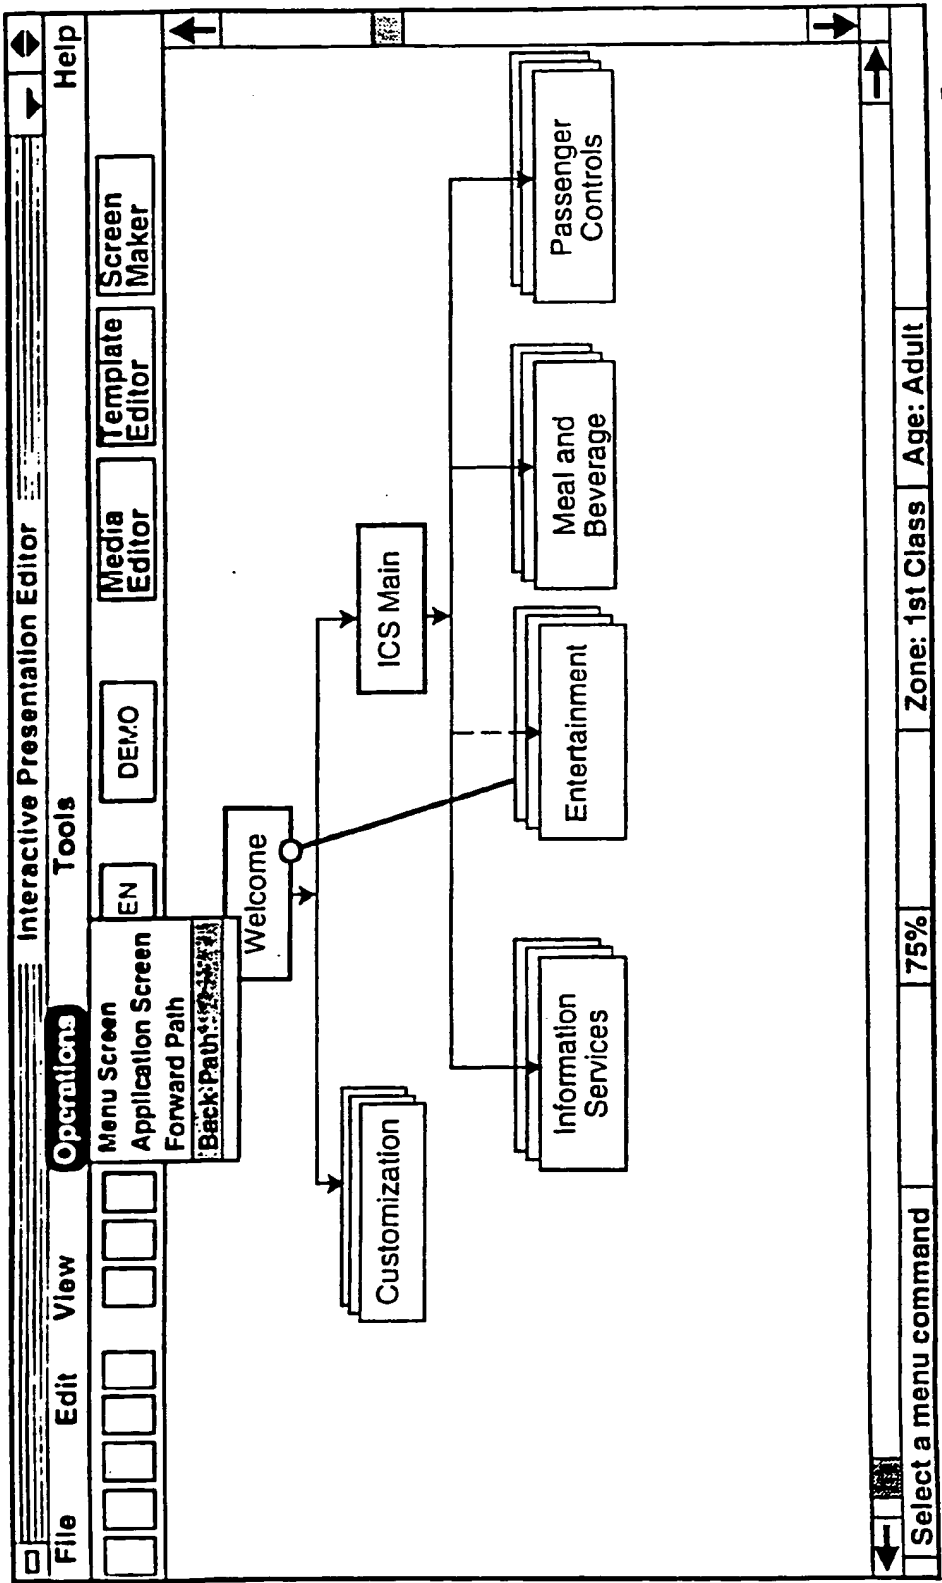 Interactive Presentation Editor
File Edit View Operations Tools Help
EN DEMO
Media
Editor
Template
Editor
Screen
Maker
Menu Screen
Application Screen
Forward Path
Back Path
Welcome
Customization
ICS Main
Information
Services
Entertainment
Meal and
Beverage
Passenger
Controls
Select a menu command 75% Zone: 1st Class Age: Adult